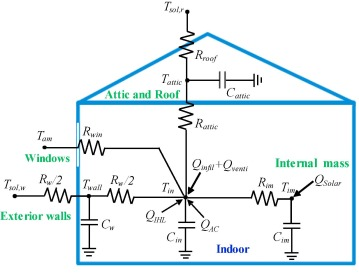 T_sol,r
R_roof
T_attic
C_attic
Attic and Roof
R_attic
T_am
R_win
Windows
Q_infil+Q_venti
Internal mass
T_sol,w
R_w/2
T_wall
R_w/2
T_in
R_im
T_im
Q_Solar
Exterior walls
C_w
Q_IHL
C_in
Q_AC
C_im
Indoor